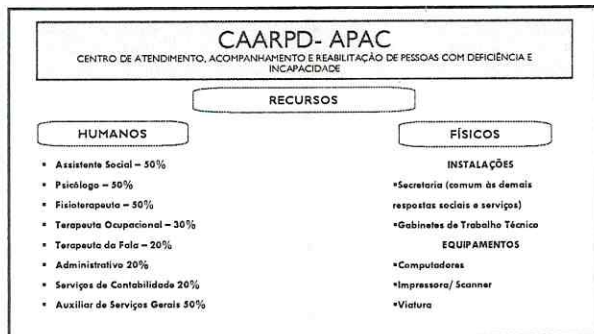 CAARPD- APAC
CENTRO DE ATENDIMENTO, ACOMPANHAMENTO E REABILITAÇÃO DE PESSOAS COM DEFICIÊNCIA E
INCAPACIDADE
RECURSOS
HUMANOS
▪ Assistente Social – 50%
▪ Psicólogo – 50%
▪ Fisioterapeuta – 50%
▪ Terapeuta Ocupacional – 30%
▪ Terapeuta da Fala – 20%
▪ Administrativo 20%
▪ Serviços de Contabilidade 20%
▪ Auxiliar de Serviços Gerais 50%
FÍSICOS
INSTALAÇÕES
▪Secretaria (comum às demais
respostas sociais e serviços)
▪Gabinetes de Trabalho Técnico
EQUIPAMENTOS
▪Computadores
▪Impressora/ Scanner
▪Viatura